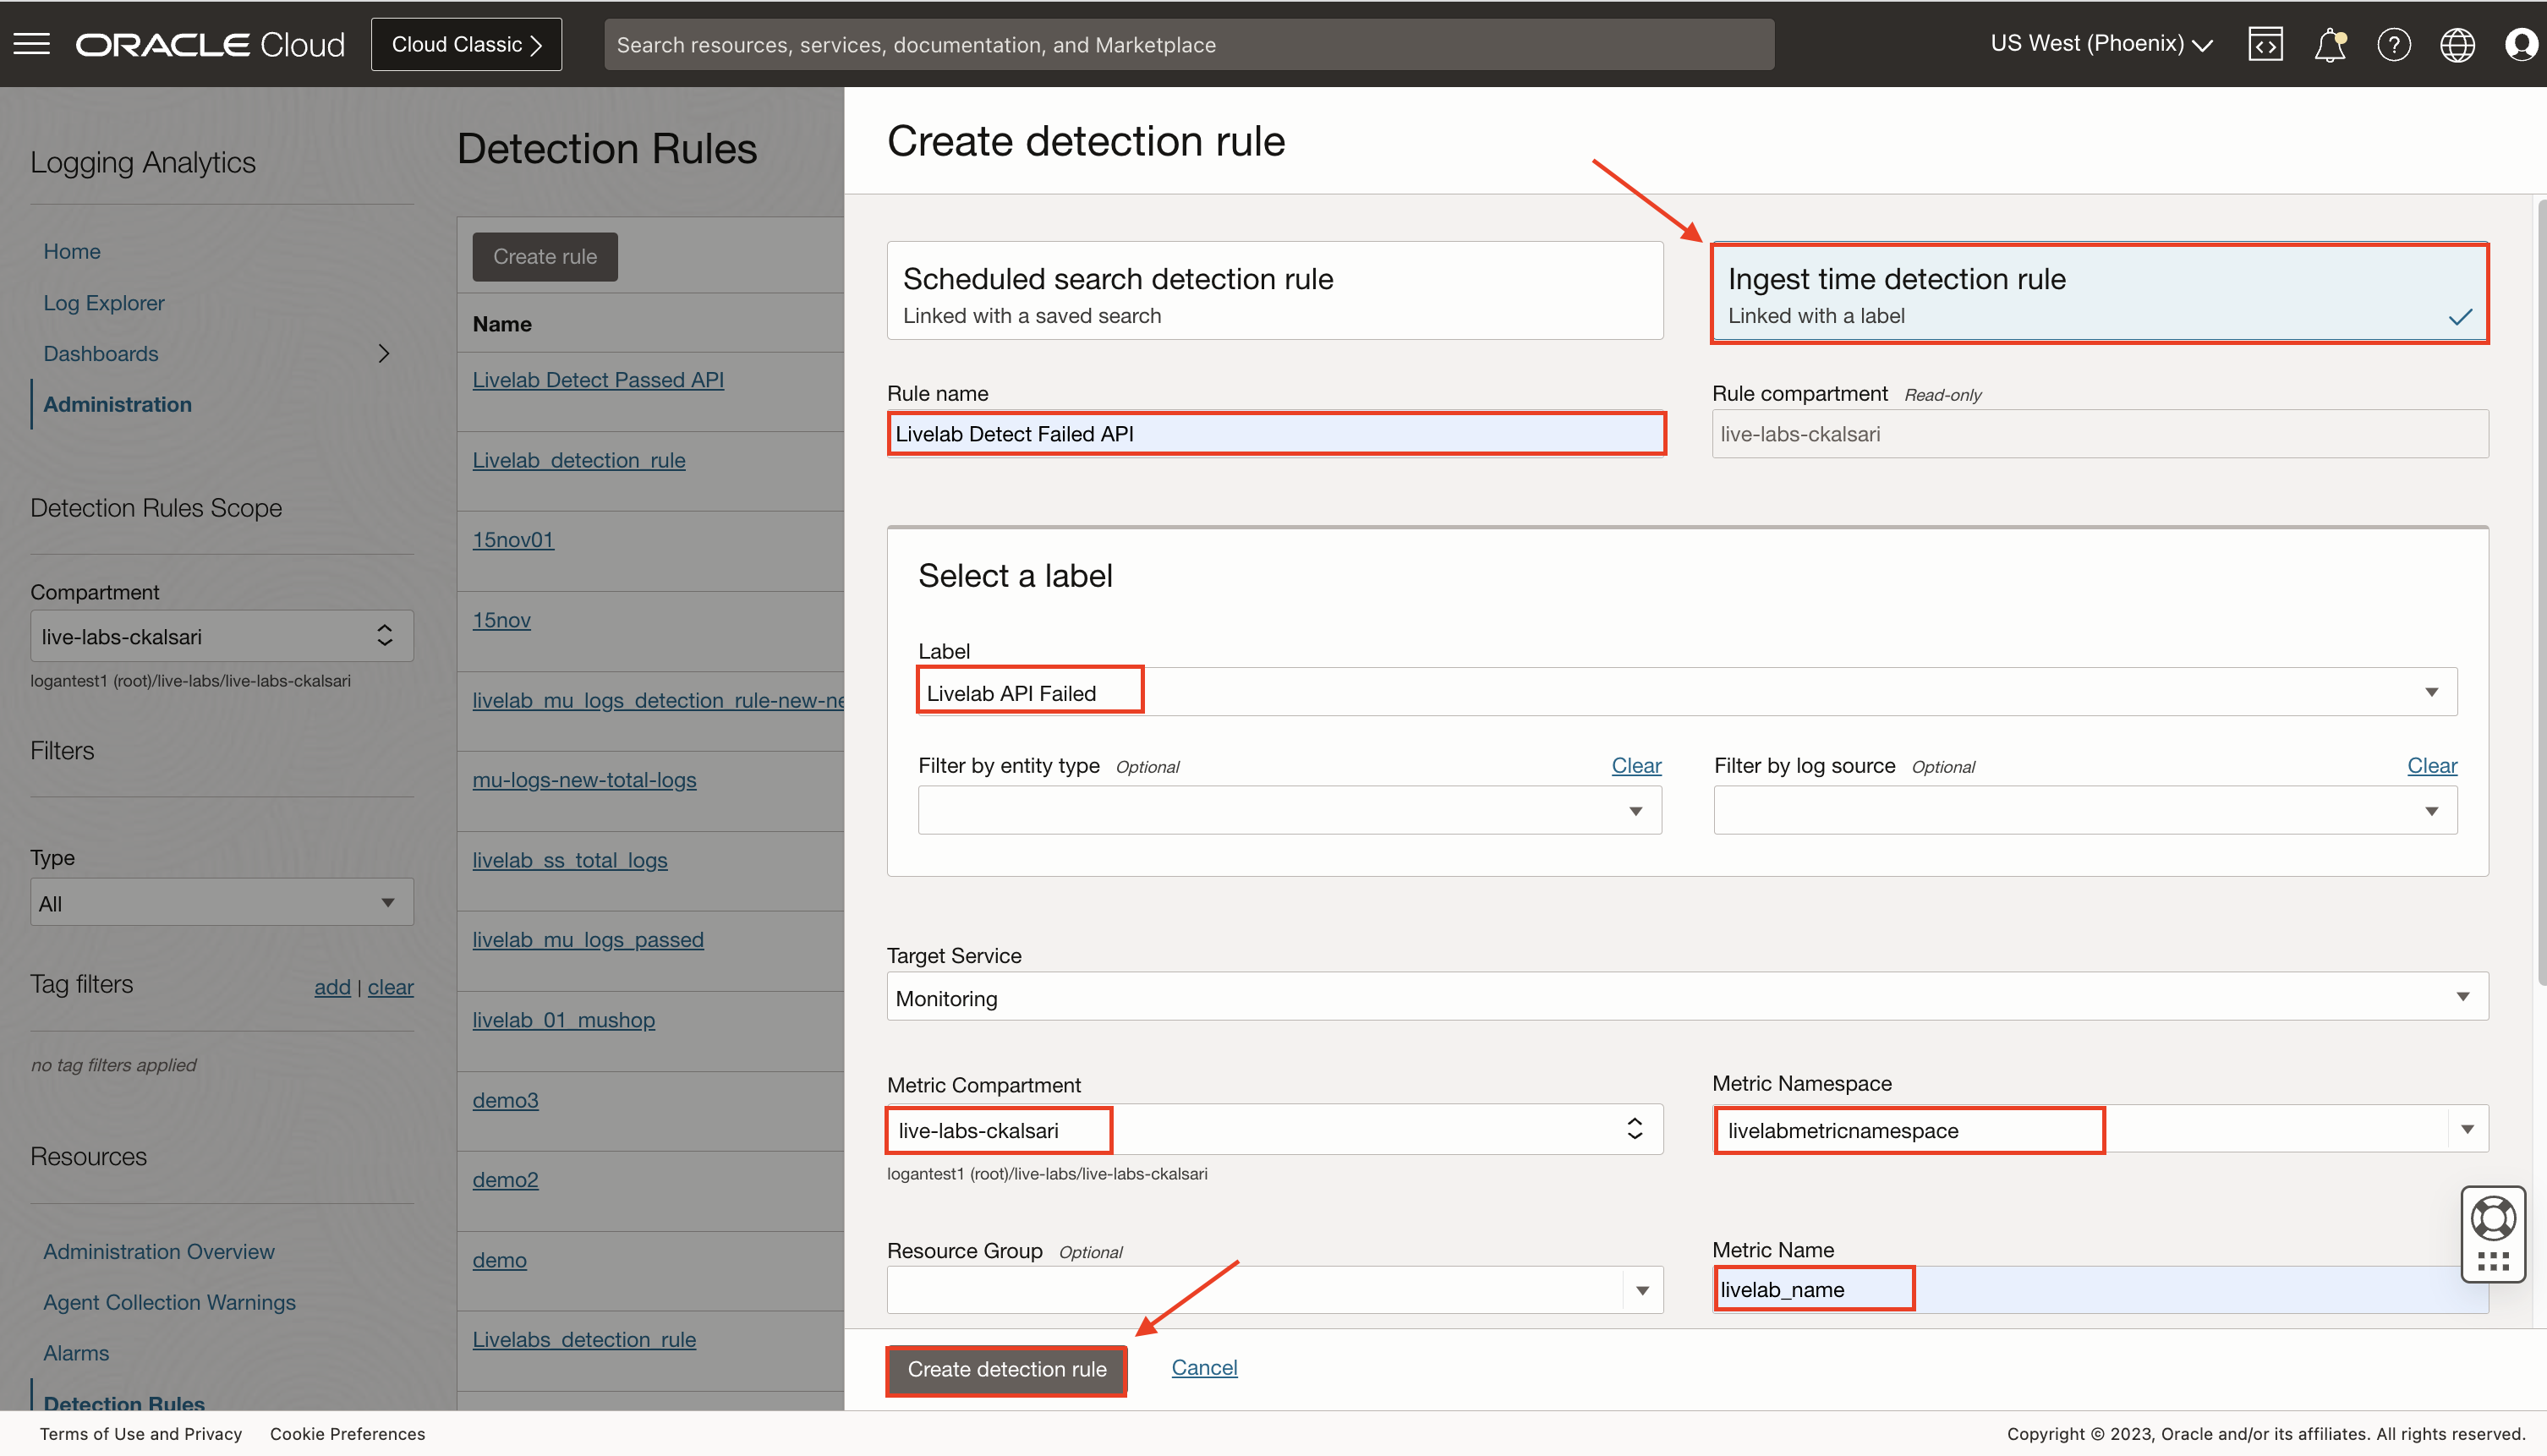 ORACLE Cloud
Cloud Classic
Search resources, services, documentation, and Marketplace
US West (Phoenix)
Logging Analytics
Home
Log Explorer
Dashboards
Administration
Detection Rules Scope
Compartment
live-labs-ckalsari
logantest1 (root)/live-labs/live-labs-ckalsari
Filters
Type
All
Tag filters
add | clear
no tag filters applied
Resources
Administration Overview
Agent Collection Warnings
Alarms
Detection Rules
Detection Rules
Create rule
Name
Livelab Detect Passed API
Livelab_detection_rule
15nov01
15nov
livelab_mu_logs_detection_rule-new-ne
mu-logs-new-total-logs
livelab_ss_total_logs
livelab_mu_logs_passed
livelab_01_mushop
demo3
demo2
demo
Livelabs_detection_rule
Create detection rule
Scheduled search detection rule
Linked with a saved search
Ingest time detection rule
Linked with a label
Rule name
Livelab Detect Failed API
Rule compartment Read-only
live-labs-ckalsari
Select a label
Label
Livelab API Failed
Filter by entity type Optional Clear
Filter by log source Optional Clear
Target Service
Monitoring
Metric Compartment
live-labs-ckalsari
logantest1 (root)/live-labs/live-labs-ckalsari
Metric Namespace
livelabmetricnamespace
Resource Group Optional
Metric Name
livelab_name
Create detection rule
Cancel
Terms of Use and Privacy
Cookie Preferences
Copyright © 2023, Oracle and/or its affiliates. All rights reserved.